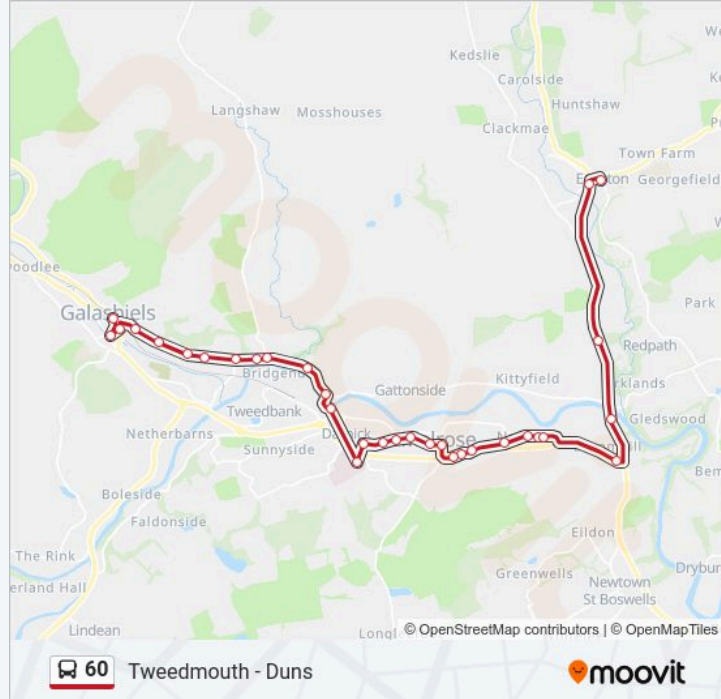 Kedslie
Carolside
Langshaw
Mosshouses
Huntshaw
Clackmae
Town Farm
Georgefield
woodlee
Galashiels
Park
Redpath
Bridgend
Kittyfield
Gattonside
rklands
Tweedbank
Gledswood
Netherbarns
Sunnyside
Boleside
Faldonside
Eildon
The Rink
Greenwells
erland Hall
Newtown
St Boswells
Lindean
© OpenStreetMap contributors | © OpenMapTiles
60 Tweedmouth - Duns
moovit